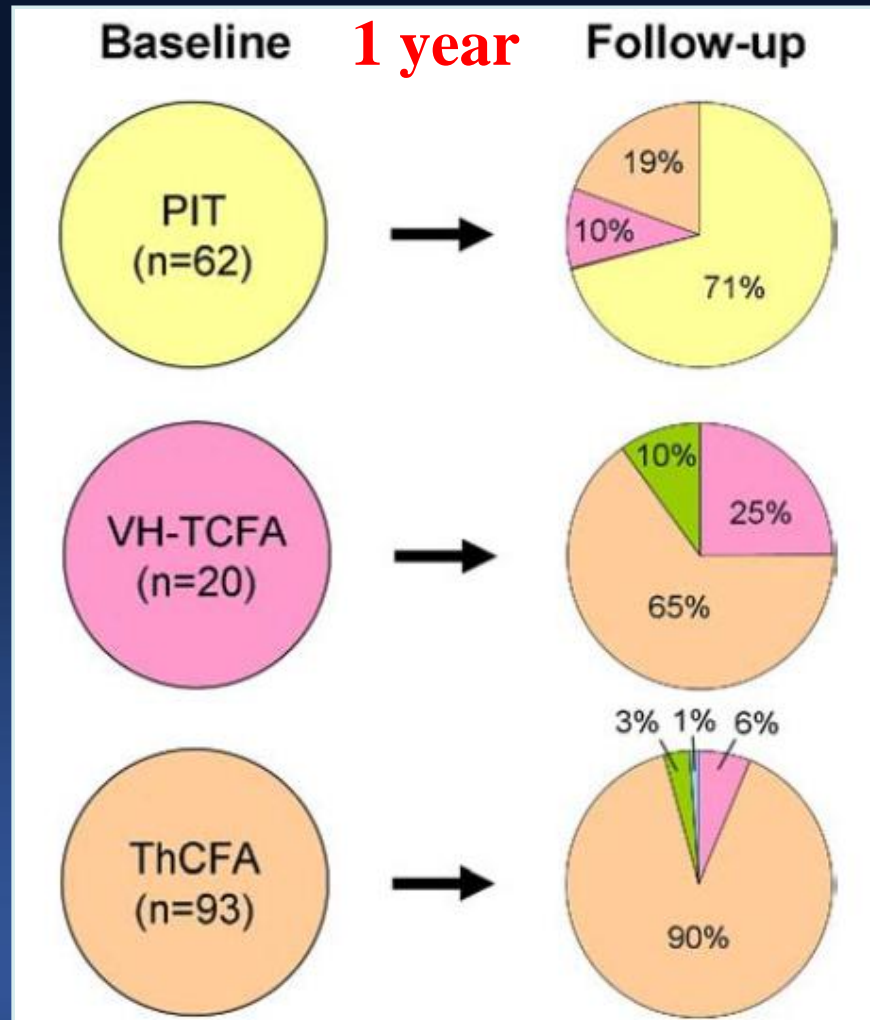 Baseline 1 year Follow-up
PIT
(n=62)
19%
10%
71%
VH-TCFA
(n=20)
10%
25%
65%
3% 1% 6%
ThCFA
(n=93)
90%